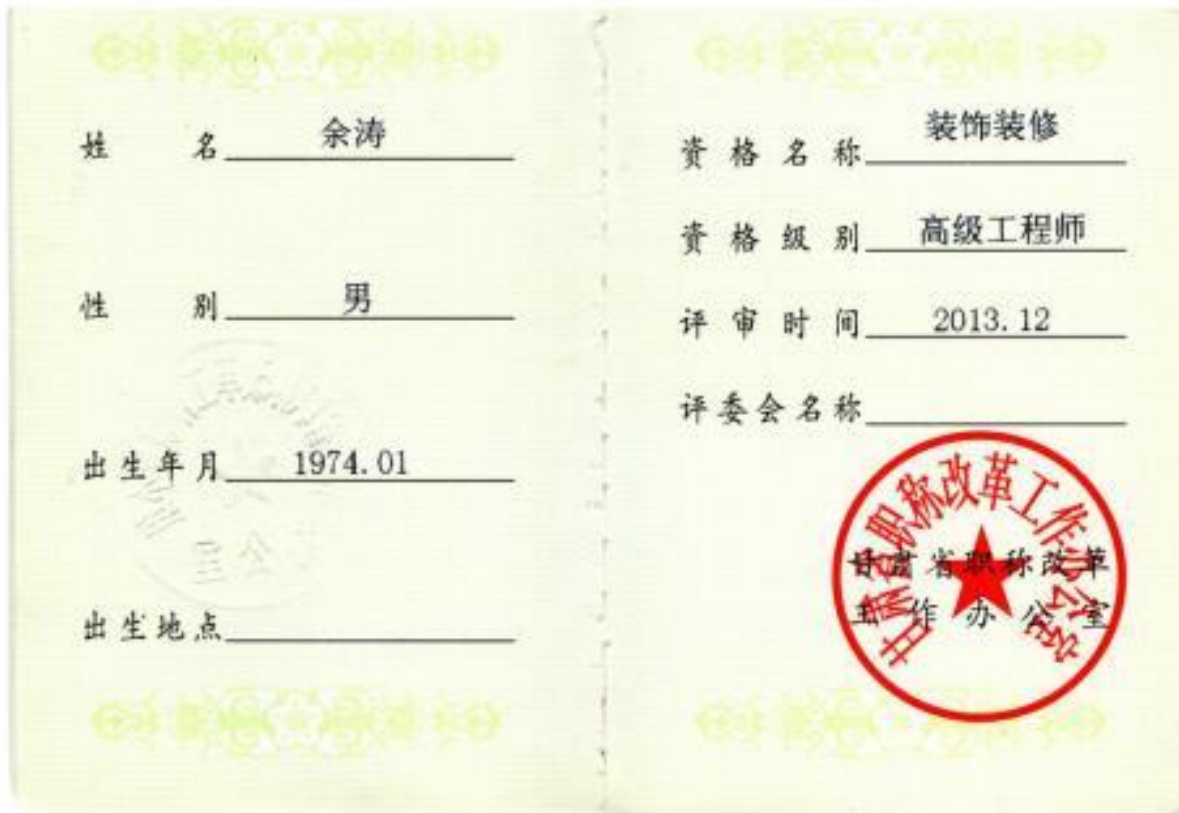 姓名 余涛
性别 男
出生年月 1974.01
出生地点
资格名称 装饰装修
资格级别 高级工程师
评审时间 2013.12
评委会名称
甘肃省职称改革工作办公室
甘肃省职称改革
工作办公室